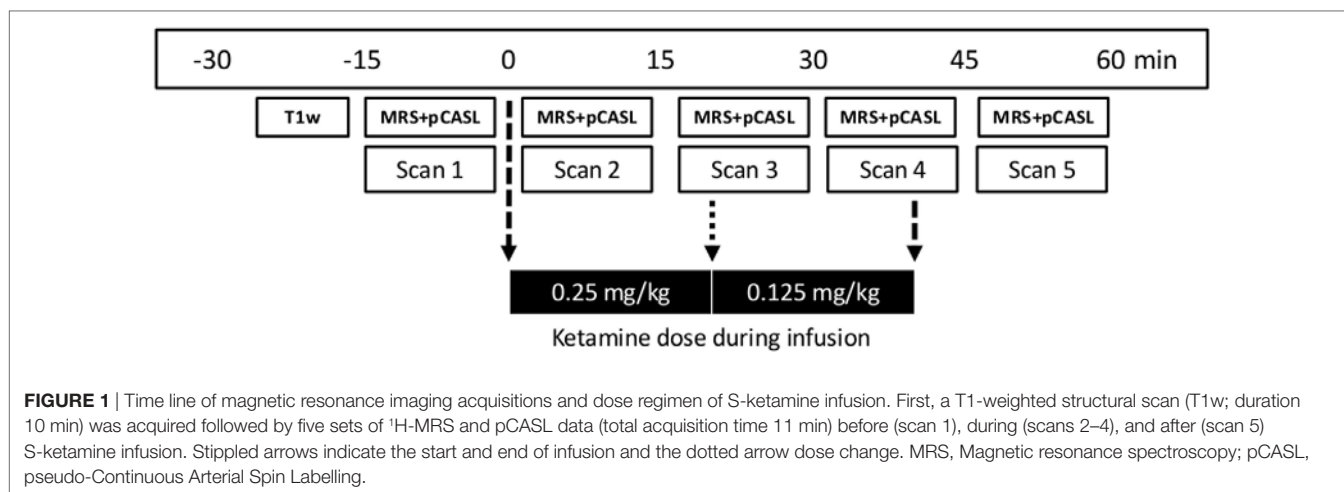 -30 -15 0 15 30 45 60 min
T1w MRS+pCASL MRS+pCASL MRS+pCASL MRS+pCASL MRS+pCASL
Scan 1 Scan 2 Scan 3 Scan 4 Scan 5
0.25 mg/kg 0.125 mg/kg
Ketamine dose during infusion
FIGURE 1 | Time line of magnetic resonance imaging acquisitions and dose regimen of S-ketamine infusion. First, a T1-weighted structural scan (T1w; duration
10 min) was acquired followed by five sets of ¹H-MRS and pCASL data (total acquisition time 11 min) before (scan 1), during (scans 2–4), and after (scan 5)
S-ketamine infusion. Stippled arrows indicate the start and end of infusion and the dotted arrow dose change. MRS, Magnetic resonance spectroscopy; pCASL,
pseudo-Continuous Arterial Spin Labelling.